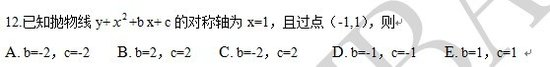 12.已知抛物线 y+x²+b x+ c 的对称轴为 x=1，且过点（-1,1），则
A. b=-2，c=-2 B. b=2，c=2 C. b=-2，c=2 D. b=-1，c=-1 E. b=1，c=1